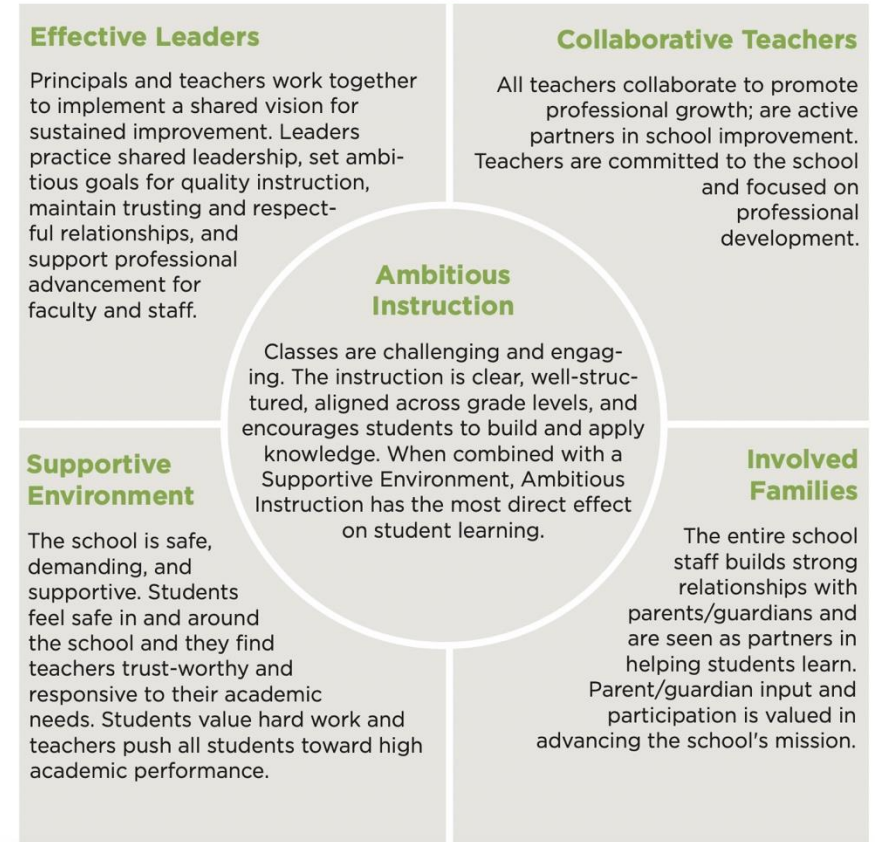 Effective Leaders
Principals and teachers work together
to implement a shared vision for
sustained improvement. Leaders
practice shared leadership, set ambi-
tious goals for quality instruction,
maintain trusting and respect-
ful relationships, and
support professional
advancement for
faculty and staff.
Collaborative Teachers
All teachers collaborate to promote
professional growth; are active
partners in school improvement.
Teachers are committed to the school
and focused on
professional
development.
Ambitious
Instruction
Classes are challenging and engag-
ing. The instruction is clear, well-struc-
tured, aligned across grade levels, and
encourages students to build and apply
knowledge. When combined with a
Supportive Environment, Ambitious
Instruction has the most direct effect
on student learning.
Supportive
Environment
The school is safe,
demanding, and
supportive. Students
feel safe in and around
the school and they find
teachers trust-worthy and
responsive to their academic
needs. Students value hard work and
teachers push all students toward high
academic performance.
Involved
Families
The entire school
staff builds strong
relationships with
parents/guardians and
are seen as partners in
helping students learn.
Parent/guardian input and
participation is valued in
advancing the school's mission.